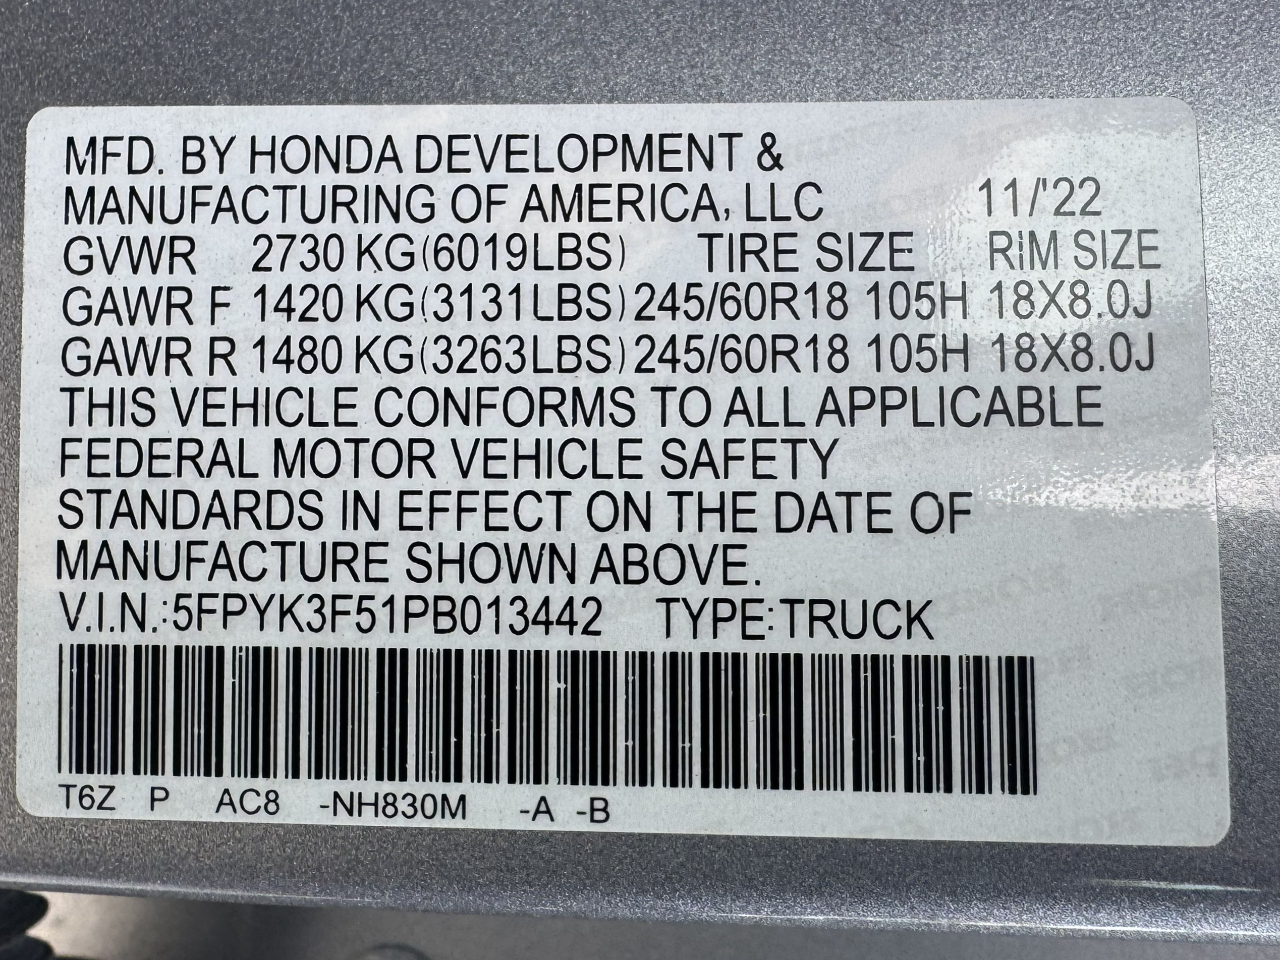 MFD. BY HONDA DEVELOPMENT &
MANUFACTURING OF AMERICA, LLC 11/'22
GVWR 2730 KG(6019LBS) TIRE SIZE RIM SIZE
GAWR F 1420 KG(3131LBS) 245/60R18 105H 18X8.0J
GAWR R 1480 KG(3263LBS) 245/60R18 105H 18X8.0J
THIS VEHICLE CONFORMS TO ALL APPLICABLE
FEDERAL MOTOR VEHICLE SAFETY
STANDARDS IN EFFECT ON THE DATE OF
MANUFACTURE SHOWN ABOVE.
V.I.N.:5FPYK3F51PB013442 TYPE:TRUCK
T6Z P AC8 -NH830M -A -B